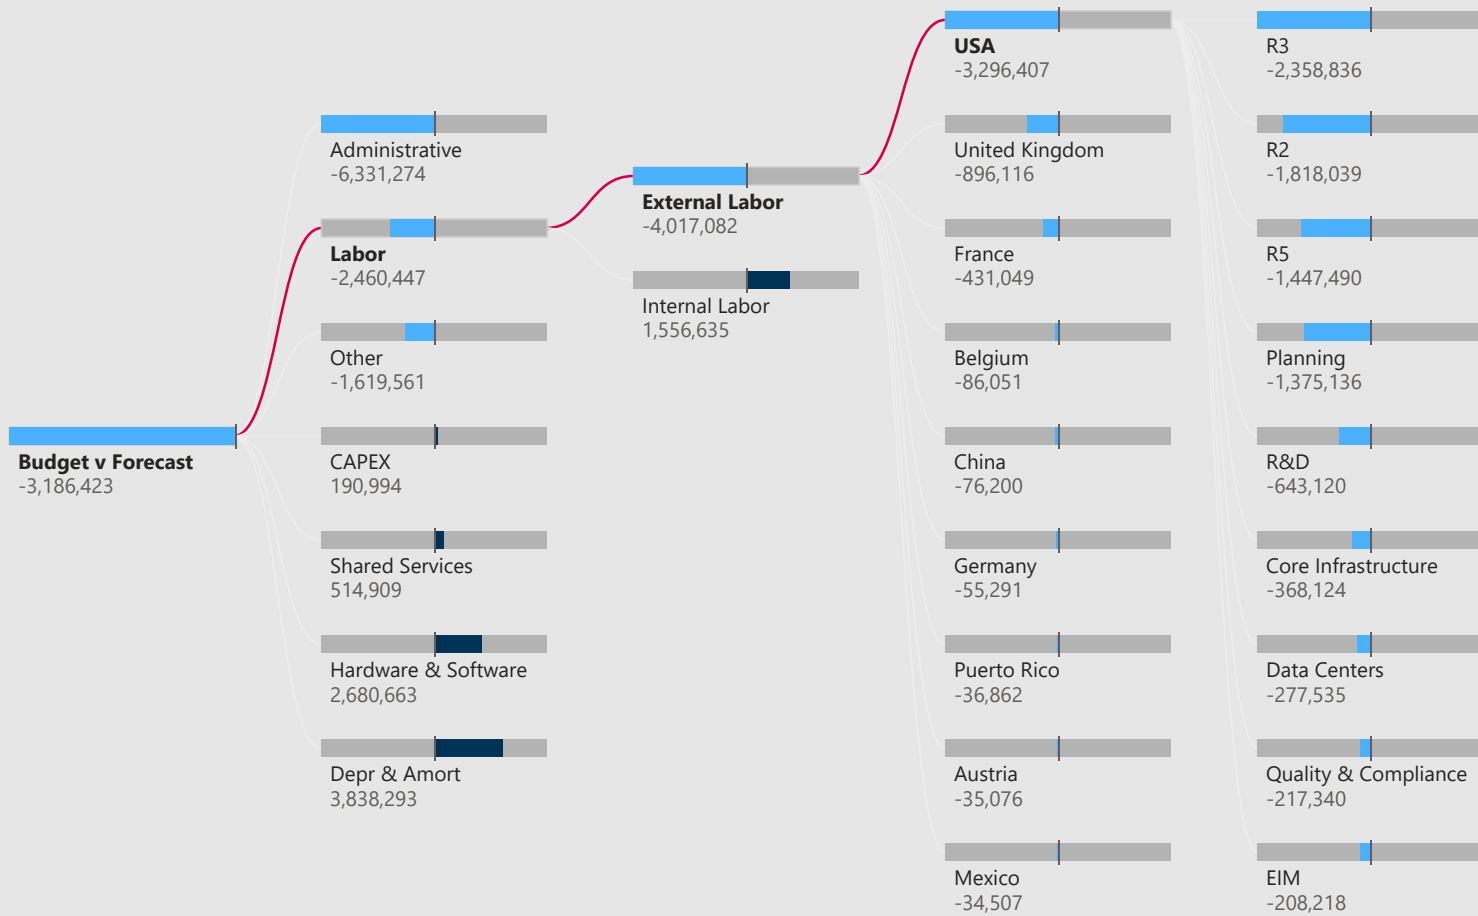 Budget v Forecast
-3,186,423
Administrative
-6,331,274
Labor
-2,460,447
Other
-1,619,561
CAPEX
190,994
Shared Services
514,909
Hardware & Software
2,680,663
Depr & Amort
3,838,293
External Labor
-4,017,082
Internal Labor
1,556,635
USA
-3,296,407
United Kingdom
-896,116
France
-431,049
Belgium
-86,051
China
-76,200
Germany
-55,291
Puerto Rico
-36,862
Austria
-35,076
Mexico
-34,507
R3
-2,358,836
R2
-1,818,039
R5
-1,447,490
Planning
-1,375,136
R&D
-643,120
Core Infrastructure
-368,124
Data Centers
-277,535
Quality & Compliance
-217,340
EIM
-208,218